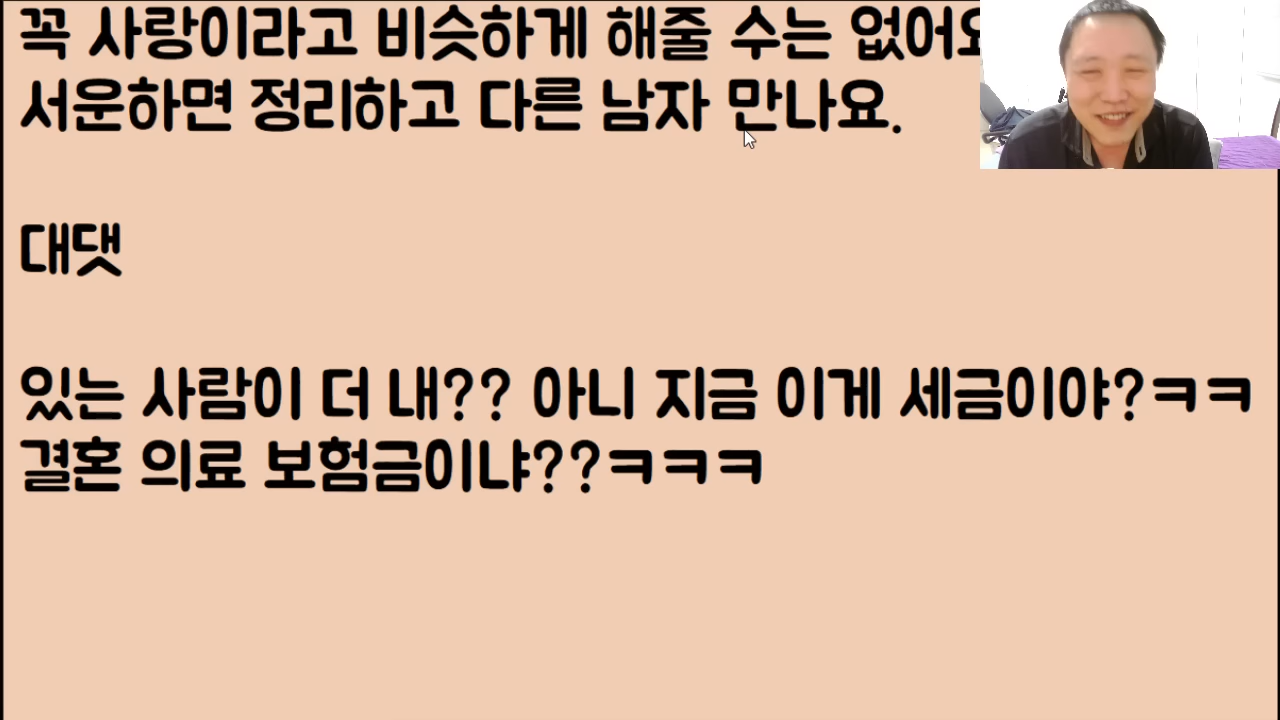 꼭 사랑이라고 비슷하게 해줄 수는 없어요
서운하면 정리하고 다른 남자 만나요.
대댓
있는 사람이 더 내?? 아니 지금 이게 세금이야?ㅋㅋ
결혼 의료 보험금이냐??ㅋㅋㅋ